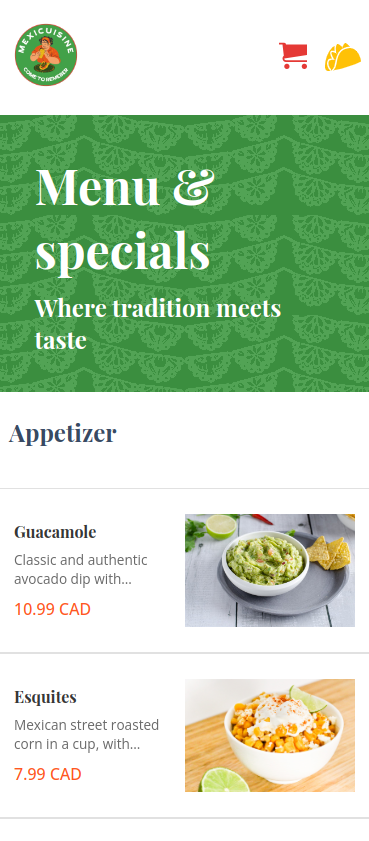 MEXICUISINE
COME TO REMEMBER
Menu &
specials
Where tradition meets
taste
Appetizer
Guacamole
Classic and authentic
avocado dip with...
10.99 CAD
Esquites
Mexican street roasted
corn in a cup, with...
7.99 CAD